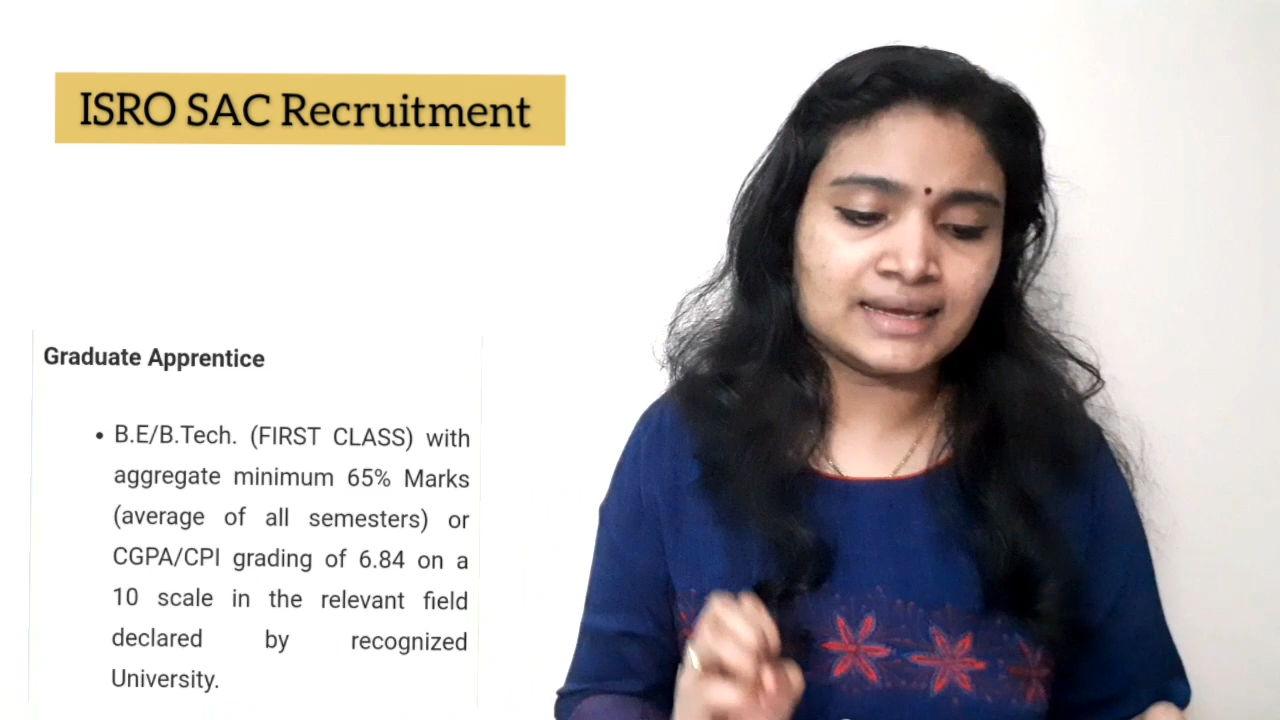 ISRO SAC Recruitment
Graduate Apprentice
• B.E/B.Tech. (FIRST CLASS) with
aggregate minimum 65% Marks
(average of all semesters) or
CGPA/CPI grading of 6.84 on a
10 scale in the relevant field
declared by recognized
University.